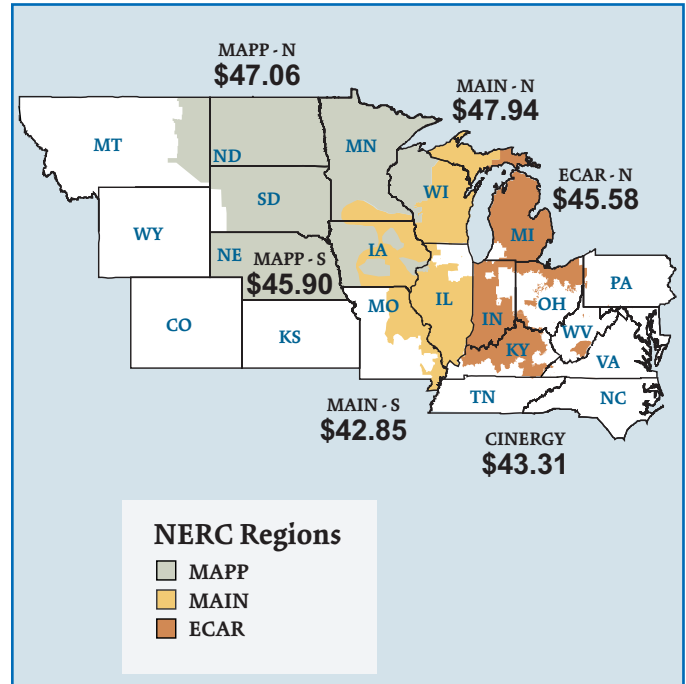 MAPP - N
$47.06
MAIN - N
$47.94
MT
ND
MN
ECAR - N
$45.58
SD
WI
WY
MI
NE
MAPP - S
$45.90
IA
PA
MO
IL
IN
OH
CO
KS
WV
KY
VA
TN
NC
MAIN - S
$42.85
CINERGY
$43.31
NERC Regions
MAPP
MAIN
ECAR